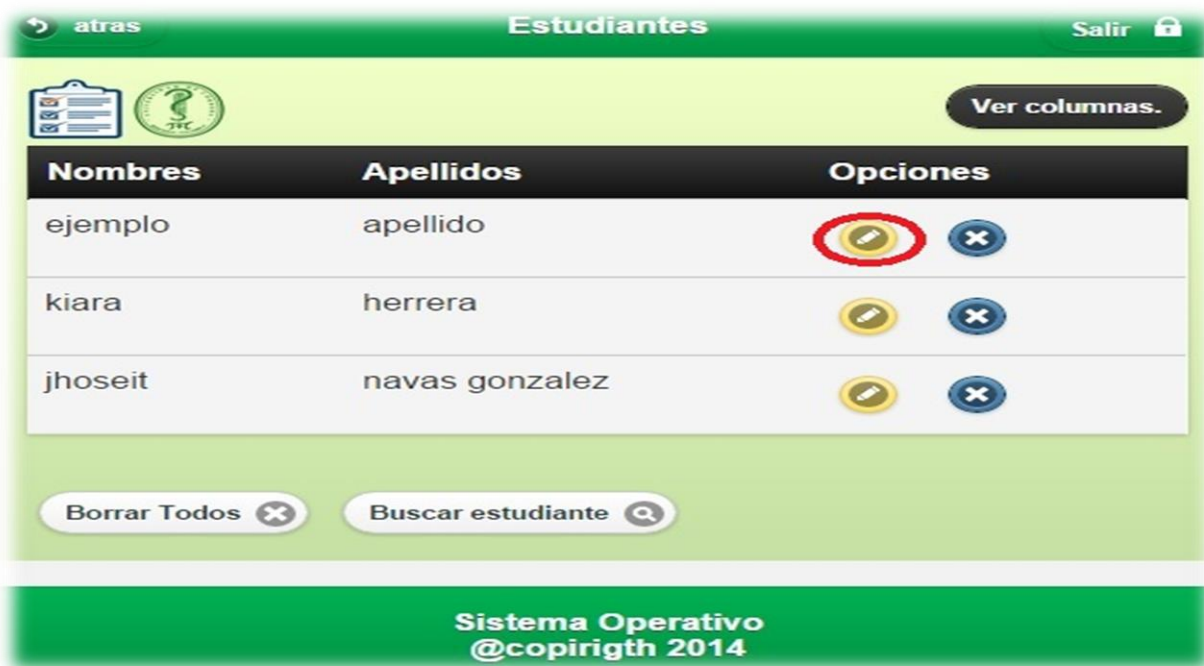 atras
Estudiantes
Salir
Ver columnas.
Nombres Apellidos Opciones
ejemplo apellido
kiara herrera
jhoseit navas gonzalez
Borrar Todos
Buscar estudiante
Sistema Operativo
@copirigth 2014